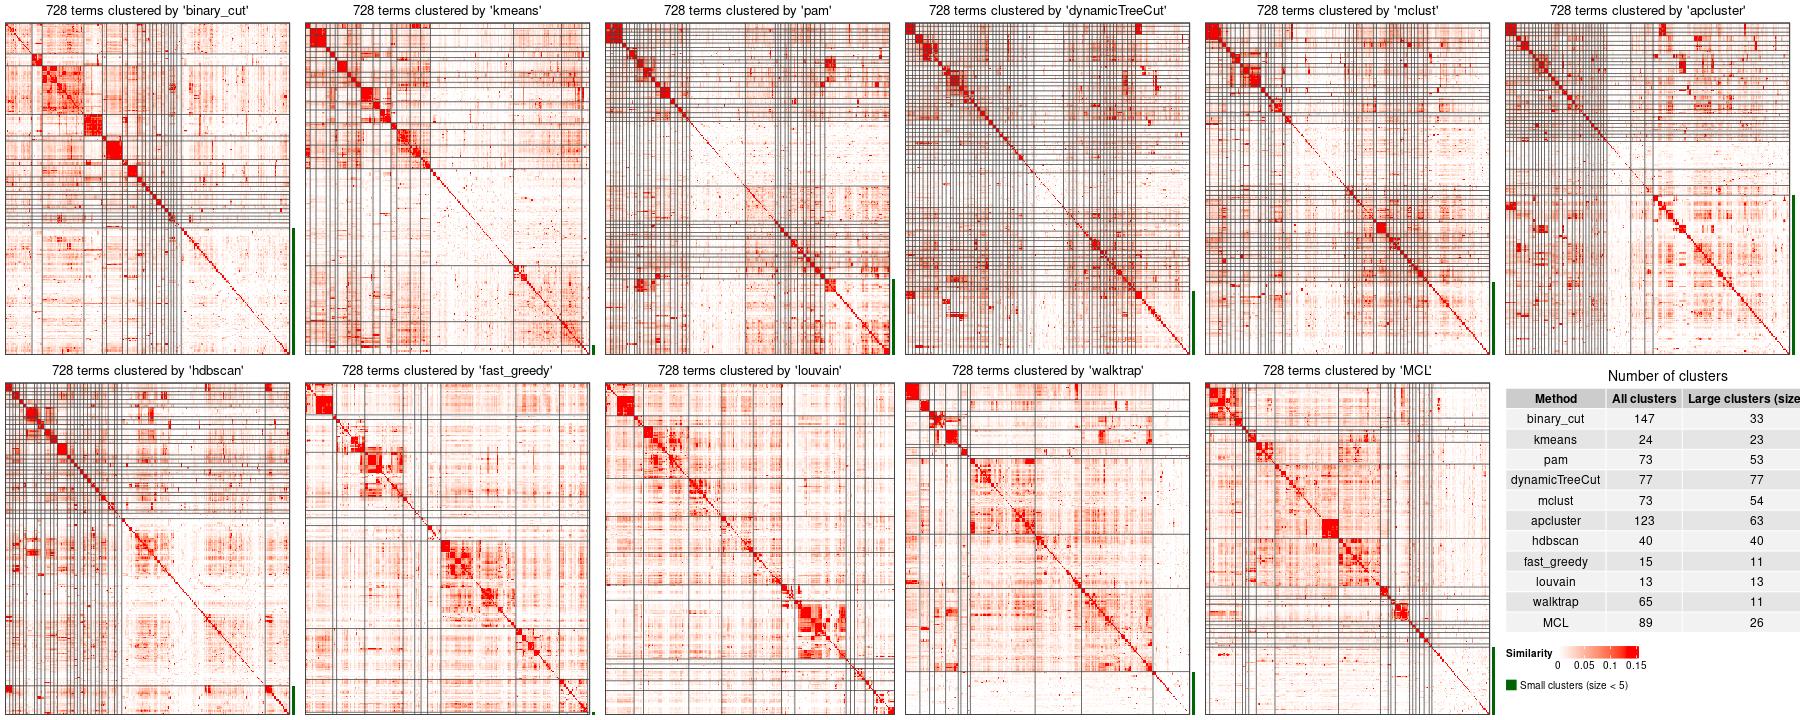 728 terms clustered by 'binary_cut'
728 terms clustered by 'kmeans'
728 terms clustered by 'pam'
728 terms clustered by 'dynamicTreeCut'
728 terms clustered by 'mclust'
728 terms clustered by 'apcluster'
728 terms clustered by 'hdbscan'
728 terms clustered by 'fast_greedy'
728 terms clustered by 'louvain'
728 terms clustered by 'walktrap'
728 terms clustered by 'MCL'
Number of clusters
Method All clusters Large clusters (size
binary_cut 147 33
kmeans 24 23
pam 73 53
dynamicTreeCut 77 77
mclust 73 54
apcluster 123 63
hdbscan 40 40
fast_greedy 15 11
louvain 13 13
walktrap 65 11
MCL 89 26
Similarity
0 0.05 0.1 0.15
Small clusters (size < 5)